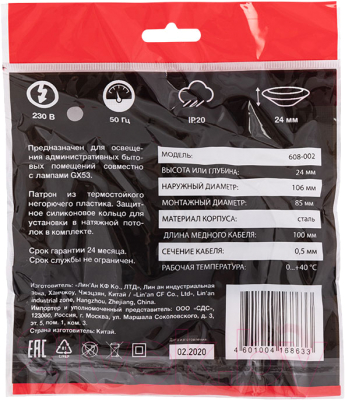 230 В
50 Гц
IP20
24 мм
Предназначен для освеще-
ния административных быто-
вых помещений совместно
с лампами GX53.
Патрон из термостойкого
негорючего пластика. Защит-
ное силиконовое кольцо для
установки в натяжной пото-
лок в комплекте.
Срок гарантии 24 месяца.
Срок службы не ограничен.
МОДЕЛЬ: 608-002
ВЫСОТА ИЛИ ГЛУБИНА: 24 мм
НАРУЖНЫЙ ДИАМЕТР: 106 мм
МОНТАЖНЫЙ ДИАМЕТР: 85 мм
МАТЕРИАЛ КОРПУСА: сталь
ДЛИНА МЕДНОГО КАБЕЛЯ: 100 мм
СЕЧЕНИЕ КАБЕЛЯ: 0,5 мм
РАБОЧАЯ ТЕМПЕРАТУРА: 0...+40 °C
Изготовитель: «Лин'Ан КФ Ко., ЛТД», Лин ан индустриальная
зона, Ханчжоу, Чжэцзян, Китай / «Lin'an CF Co., Ltd», Lin'an
industrial zone, Hangzhou, Zhejiang, China.
Импортер и уполномоченный представитель: ООО «СДС»,
123060, Россия, г. Москва, ул. Маршала Соколовского, д. 3,
эт. 5, пом. 1, ком. 3.
Страна изготовитель: Китай.
EAC
02.2020
4 601004 168633